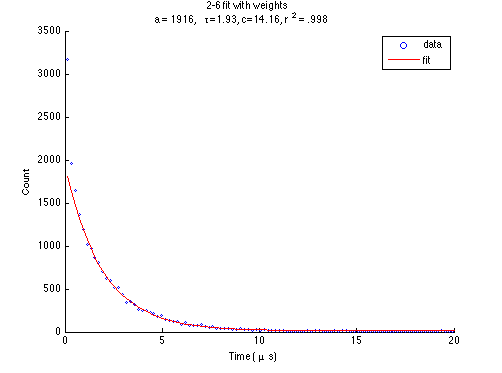 2-6 fit with weights
a = 1916, τ = 1.93, c=14.16, r 2 = .998
3500
3000
2500
2000
1500
1000
500
0
Count
data
fit
0 5 10 15 20
Time ( μ s)